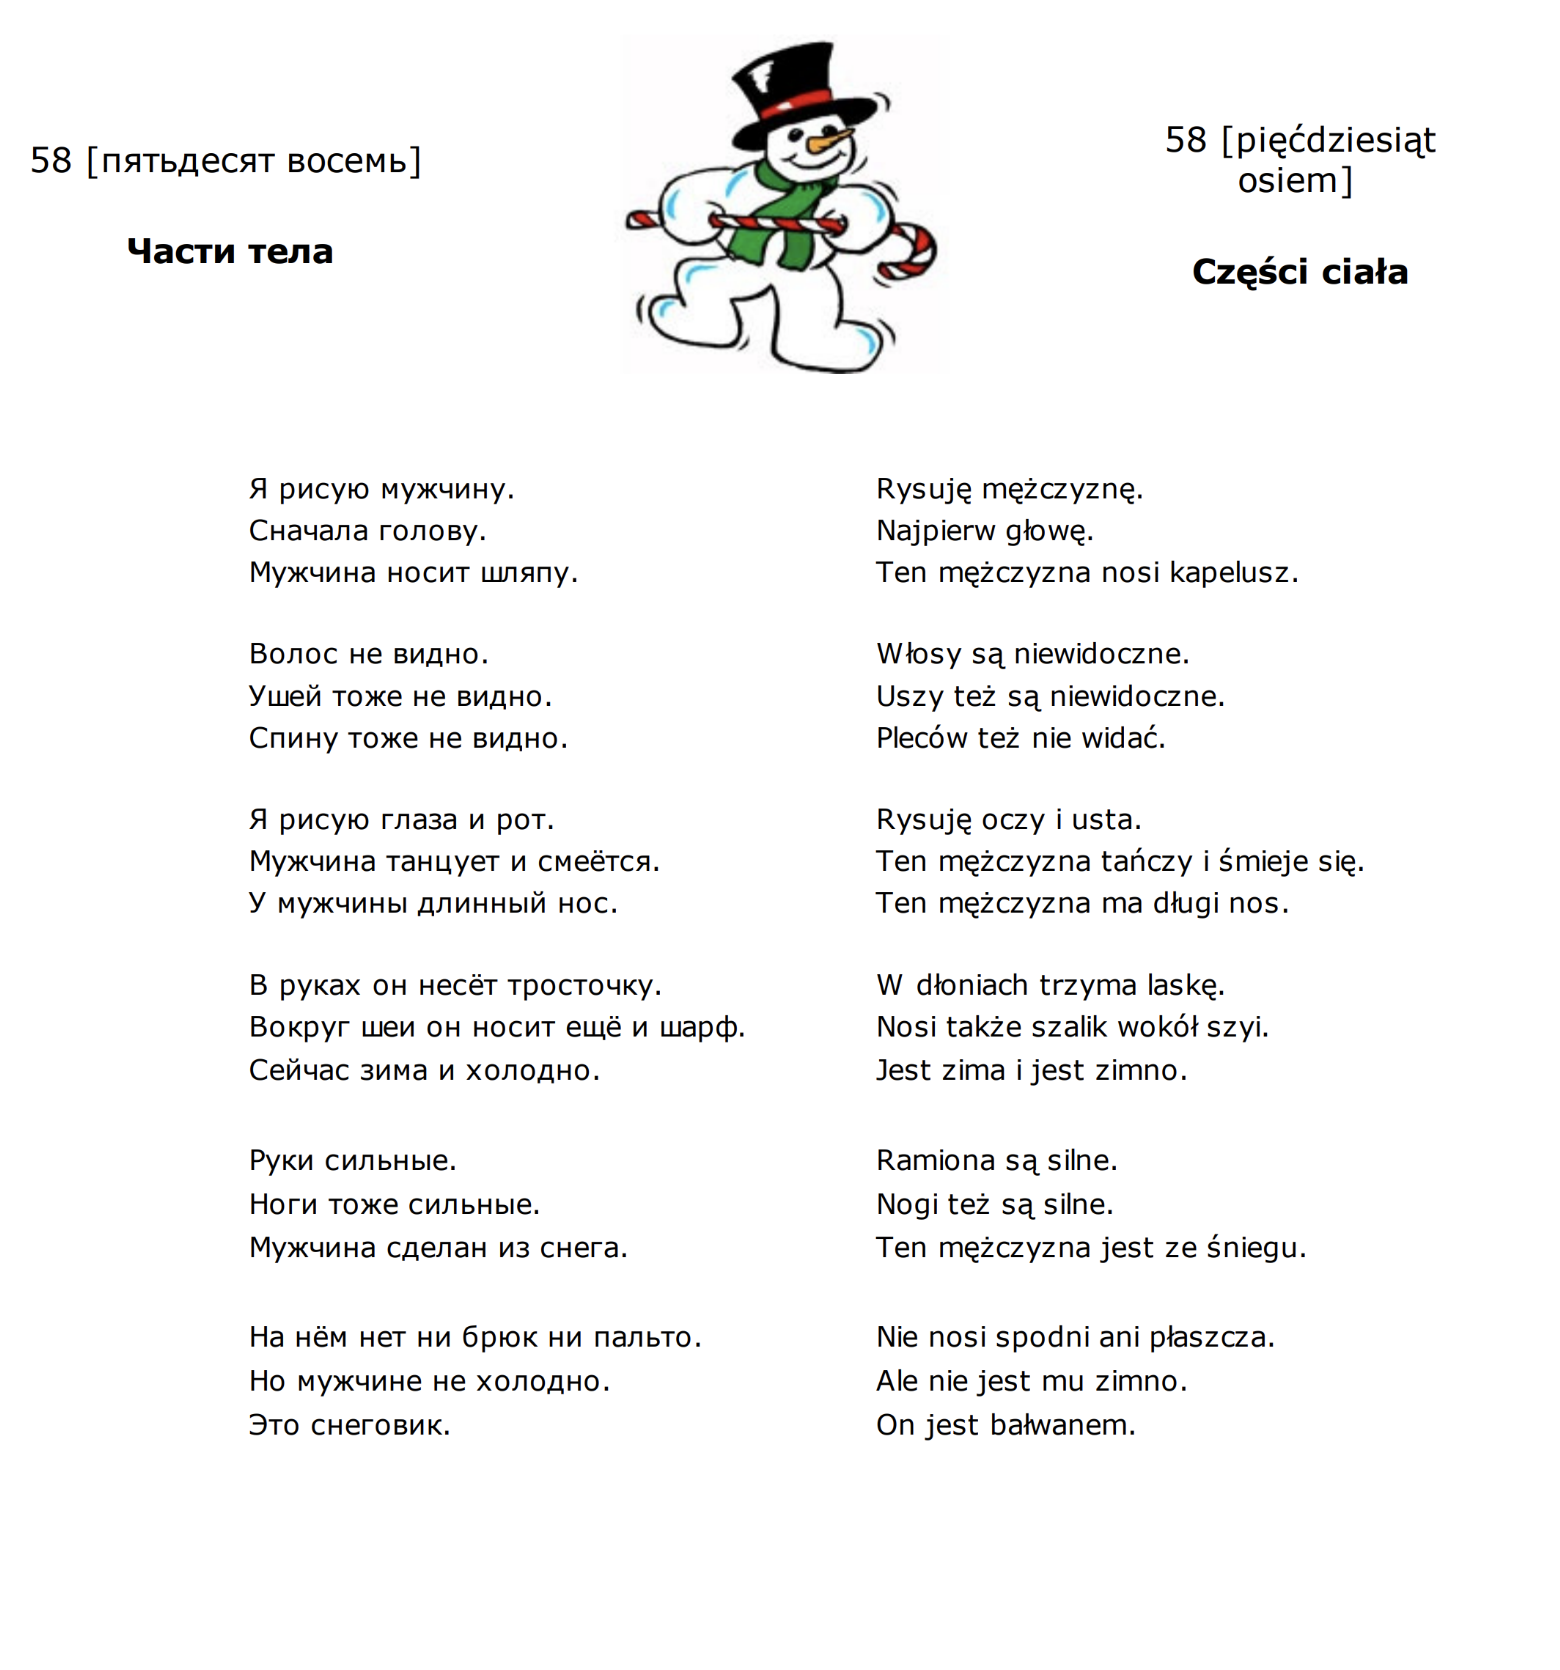 58 [пятьдесят восемь]
Части тела
58 [pięćdziesiąt
osiem]
Części ciała
Я рисую мужчину.
Сначала голову.
Мужчина носит шляпу.
Волос не видно.
Ушей тоже не видно.
Спину тоже не видно.
Я рисую глаза и рот.
Мужчина танцует и смеётся.
У мужчины длинный нос.
В руках он несёт тросточку.
Вокруг шеи он носит ещё и шарф.
Сейчас зима и холодно.
Руки сильные.
Ноги тоже сильные.
Мужчина сделан из снега.
На нём нет ни брюк ни пальто.
Но мужчине не холодно.
Это снеговик.
Rysuję mężczyznę.
Najpierw głowę.
Ten mężczyzna nosi kapelusz.
Włosy są niewidoczne.
Uszy też są niewidoczne.
Pleców też nie widać.
Rysuję oczy i usta.
Ten mężczyzna tańczy i śmieje się.
Ten mężczyzna ma długi nos.
W dłoniach trzyma laskę.
Nosi także szalik wokół szyi.
Jest zima i jest zimno.
Ramiona są silne.
Nogi też są silne.
Ten mężczyzna jest ze śniegu.
Nie nosi spodni ani płaszcza.
Ale nie jest mu zimno.
On jest bałwanem.